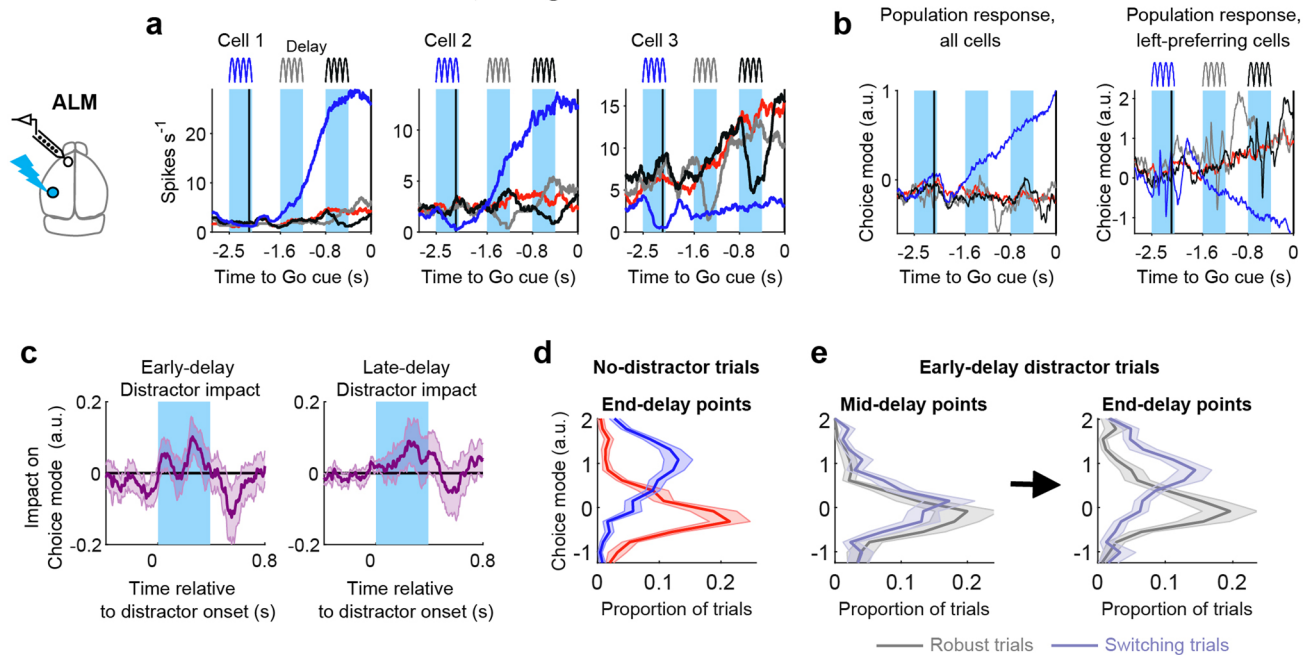 a
b
Population response,
all cells
Population response,
left-preferring cells
Cell 1
Delay
Cell 2
Cell 3
ALM
Spikes s⁻¹
20
10
0
10
5
0
15
10
5
0
-2.5
-1.6
-0.8
0
-2.5
-1.6
-0.8
0
-2.5
-1.6
-0.8
0
Time to Go cue (s)
Time to Go cue (s)
Time to Go cue (s)
Choice mode (a.u.)
1
0
-2.5
-1.6
-0.8
0
Time to Go cue (s)
Choice mode (a.u.)
2
1
0
-1
-2.5
-1.6
-0.8
0
Time to Go cue (s)
c
Early-delay
Distractor impact
Late-delay
Distractor impact
Impact on
Choice mode (a.u.)
0.2
0
-0.2
0
0.8
Time relative
to distractor onset (s)
0.2
0
-0.2
0
0.8
Time relative
to distractor onset (s)
d
No-distractor trials
End-delay points
Choice mode (a.u.)
2
1
0
-1
0
0.1
0.2
Proportion of trials
e
Early-delay distractor trials
Mid-delay points
End-delay points
2
1
0
-1
0
0.1
0.2
Proportion of trials
2
1
0
-1
0
0.1
0.2
Proportion of trials
Robust trials
Switching trials